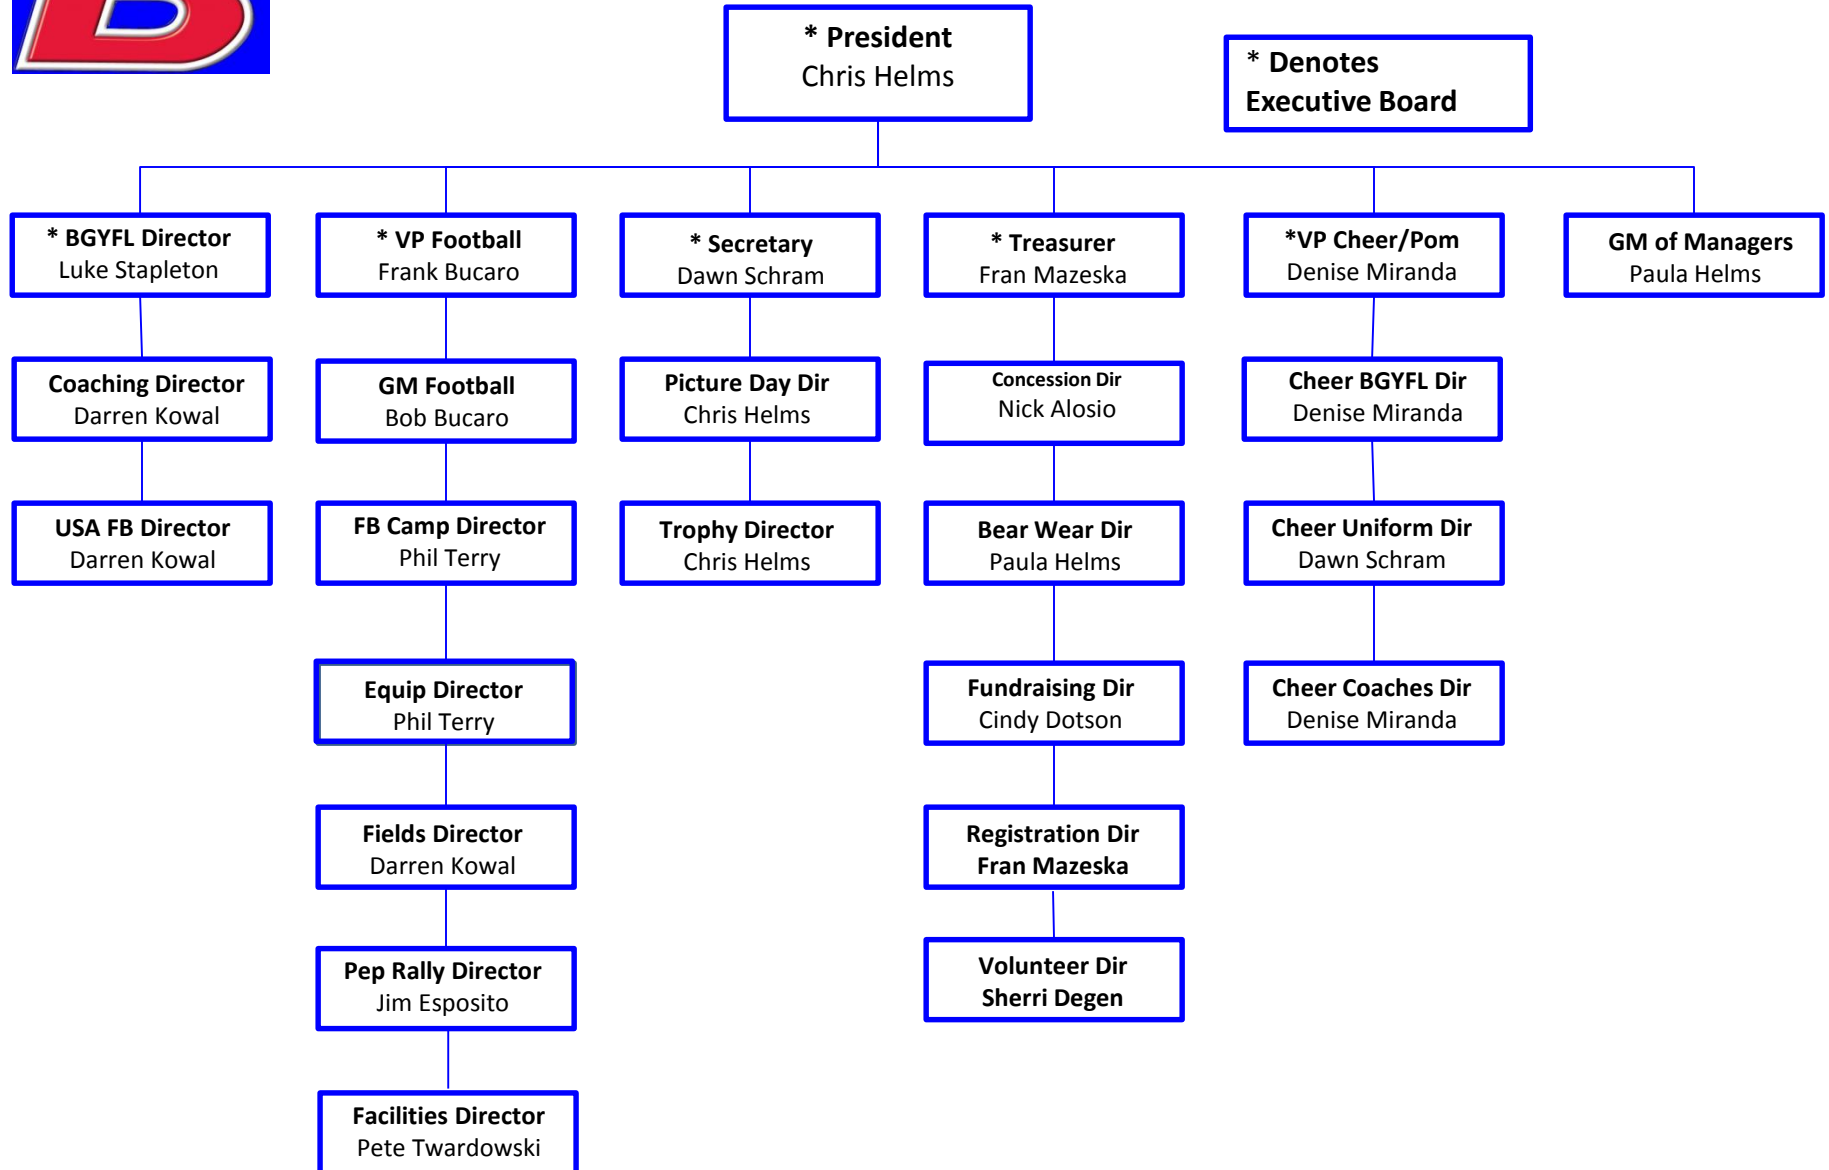 B
* President
Chris Helms
* Denotes
Executive Board
* BGYFL Director
Luke Stapleton
* VP Football
Frank Bucaro
* Secretary
Dawn Schram
* Treasurer
Fran Mazeska
*VP Cheer/Pom
Denise Miranda
GM of Managers
Paula Helms
Coaching Director
Darren Kowal
GM Football
Bob Bucaro
Picture Day Dir
Chris Helms
Concession Dir
Nick Alosio
Cheer BGYFL Dir
Denise Miranda
USA FB Director
Darren Kowal
FB Camp Director
Phil Terry
Trophy Director
Chris Helms
Bear Wear Dir
Paula Helms
Cheer Uniform Dir
Dawn Schram
Equip Director
Phil Terry
Fundraising Dir
Cindy Dotson
Cheer Coaches Dir
Denise Miranda
Fields Director
Darren Kowal
Registration Dir
Fran Mazeska
Pep Rally Director
Jim Esposito
Volunteer Dir
Sherri Degen
Facilities Director
Pete Twardowski